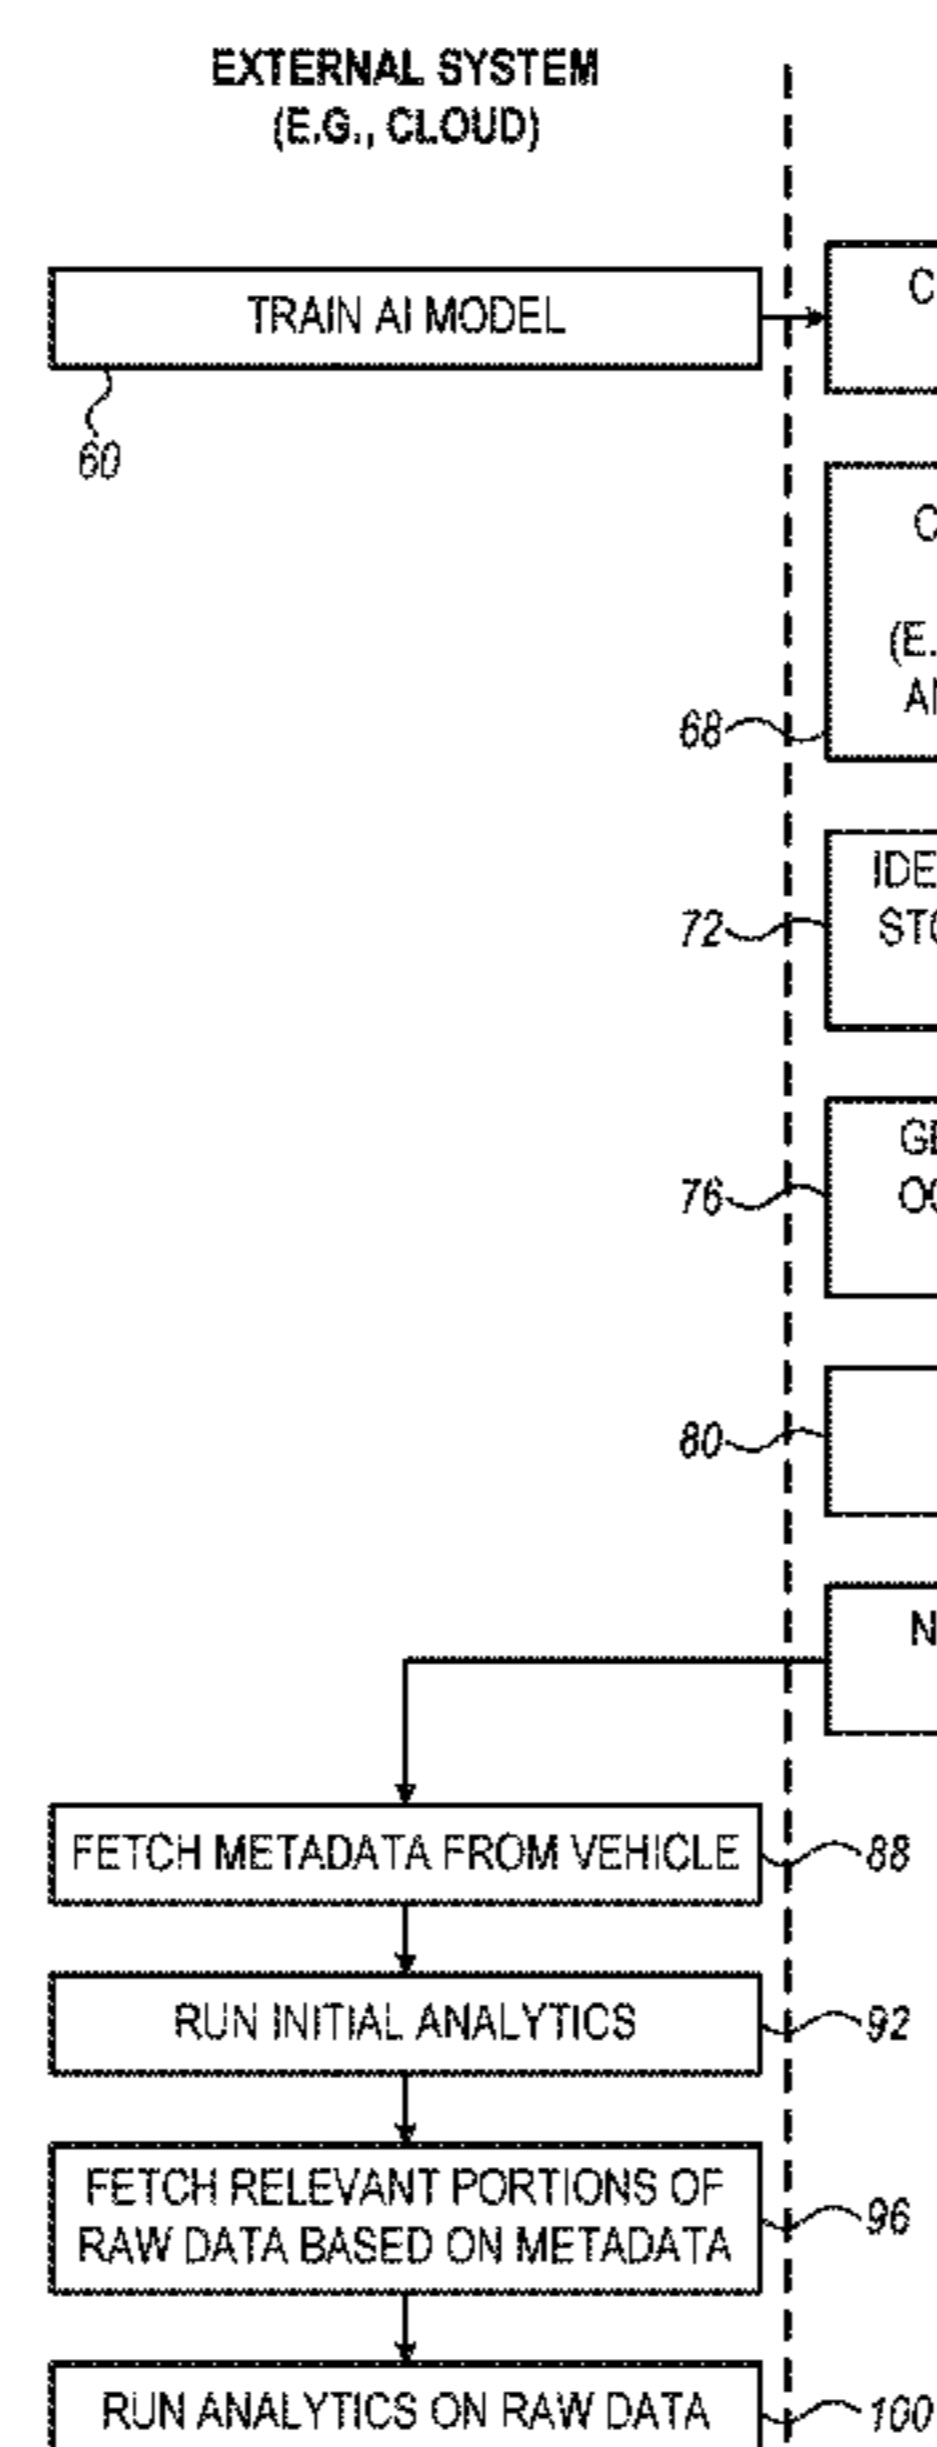 EXTERNAL SYSTEM
(E.G., CLOUD)
TRAIN AI MODEL
60
68
72
76
80
FETCH METADATA FROM VEHICLE
88
RUN INITIAL ANALYTICS
92
FETCH RELEVANT PORTIONS OF
RAW DATA BASED ON METADATA
96
RUN ANALYTICS ON RAW DATA
100